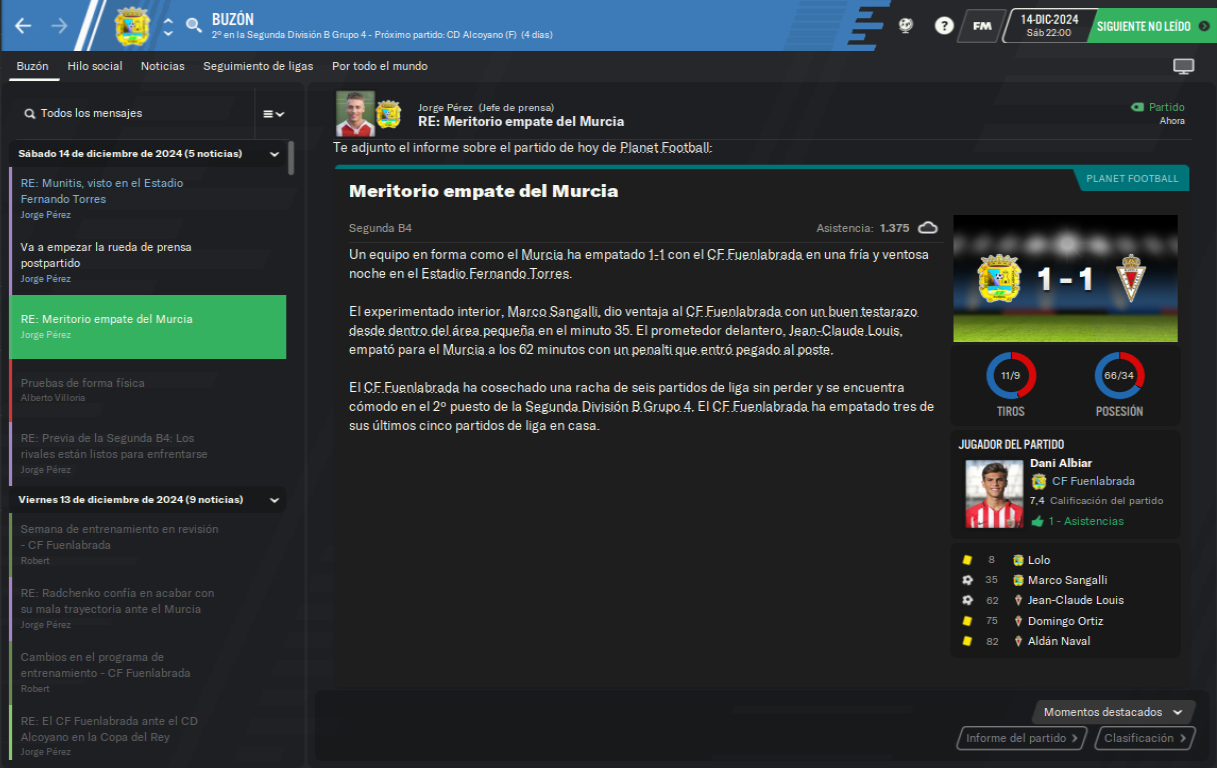 BUZÓN
2º en la Segunda División B Grupo 4 - Próximo partido: CD Alcoyano (F) (4 días)
?
FM
14-DIC-2024
Sáb 22:00
SIGUIENTE NO LEÍDO
Buzón
Hilo social
Noticias
Seguimiento de ligas
Por todo el mundo
Todos los mensajes
Sábado 14 de diciembre de 2024 (5 noticias)
RE: Munitis, visto en el Estadio
Fernando Torres
Jorge Pérez
Va a empezar la rueda de prensa
postpartido
Jorge Pérez
RE: Meritorio empate del Murcia
Jorge Pérez
Pruebas de forma física
Alberto Villoria
RE: Previa de la Segunda B4: Los
rivales están listos para enfrentarse
Jorge Pérez
Viernes 13 de diciembre de 2024 (9 noticias)
Semana de entrenamiento en revisión
- CF Fuenlabrada
Robert
RE: Radchenko confía en acabar con
su mala trayectoria ante el Murcia
Jorge Pérez
Cambios en el programa de
entrenamiento - CF Fuenlabrada
Robert
RE: El CF Fuenlabrada ante el CD
Alcoyano en la Copa del Rey
Jorge Pérez
Jorge Pérez (Jefe de prensa)
RE: Meritorio empate del Murcia
Partido
Ahora
Te adjunto el informe sobre el partido de hoy de Planet Football:
Meritorio empate del Murcia
PLANET FOOTBALL
Segunda B4
Asistencia: 1.375
Un equipo en forma como el Murcia ha empatado 1-1 con el CF Fuenlabrada en una fría y ventosa
noche en el Estadio Fernando Torres.
El experimentado interior, Marco Sangalli, dio ventaja al CF Fuenlabrada con un buen testarazo
desde dentro del área pequeña en el minuto 35. El prometedor delantero, Jean-Claude Louis,
empató para el Murcia a los 62 minutos con un penalti que entró pegado al poste.
El CF Fuenlabrada ha cosechado una racha de seis partidos de liga sin perder y se encuentra
cómodo en el 2º puesto de la Segunda División B Grupo 4. El CF Fuenlabrada ha empatado tres de
sus últimos cinco partidos de liga en casa.
1 - 1
11/9
TIROS
66/34
POSESIÓN
JUGADOR DEL PARTIDO
Dani Albiar
CF Fuenlabrada
7,4 Calificación del partido
1 - Asistencias
8 Lolo
35 Marco Sangalli
62 Jean-Claude Louis
75 Domingo Ortiz
82 Aldán Naval
Momentos destacados
Informe del partido
Clasificación